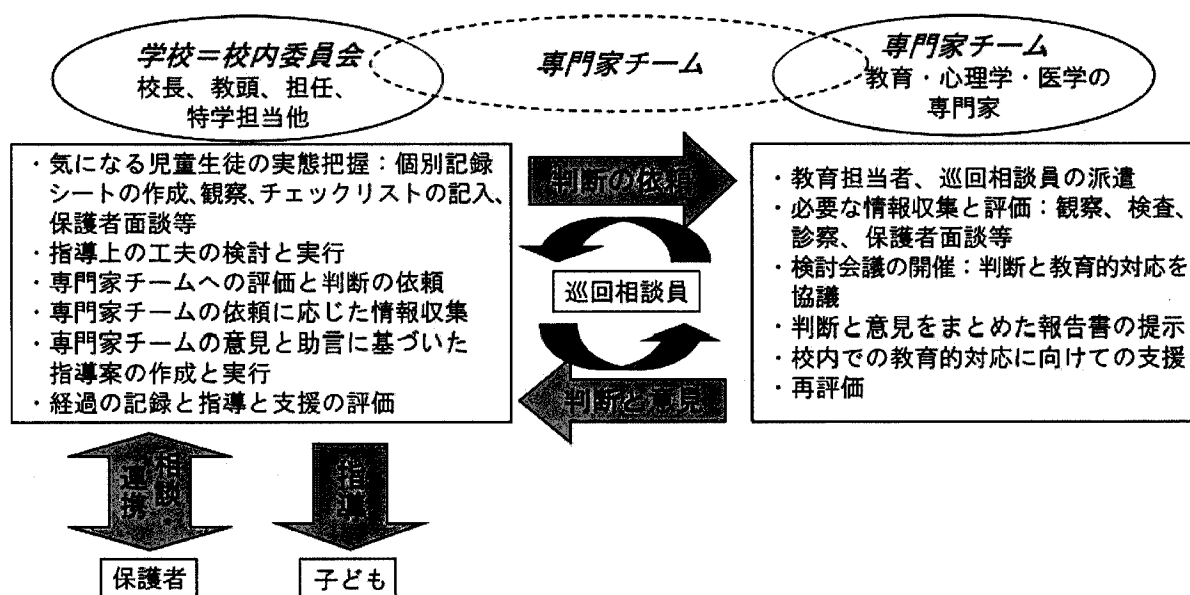 学校=校内委員会
校長、教頭、担任、
特学担当他
専門家チーム
専門家チーム
教育・心理学・医学の
専門家
・気になる児童生徒の実態把握:個別記録
シートの作成、観察、チェックリストの記入、
保護者面談等
・指導上の工夫の検討と実行
・専門家チームへの評価と判断の依頼
・専門家チームの依頼に応じた情報収集
・専門家チームの意見と助言に基づいた
指導案の作成と実行
・経過の記録と指導と支援の評価
判断の依頼
巡回相談員
判断と意見
・教育担当者、巡回相談員の派遣
・必要な情報収集と評価:観察、検査、
診察、保護者面談等
・検討会議の開催:判断と教育的対応を
協議
・判断と意見をまとめた報告書の提示
・校内での教育的対応に向けての支援
・再評価
相談・
連携
指導
保護者
子ども